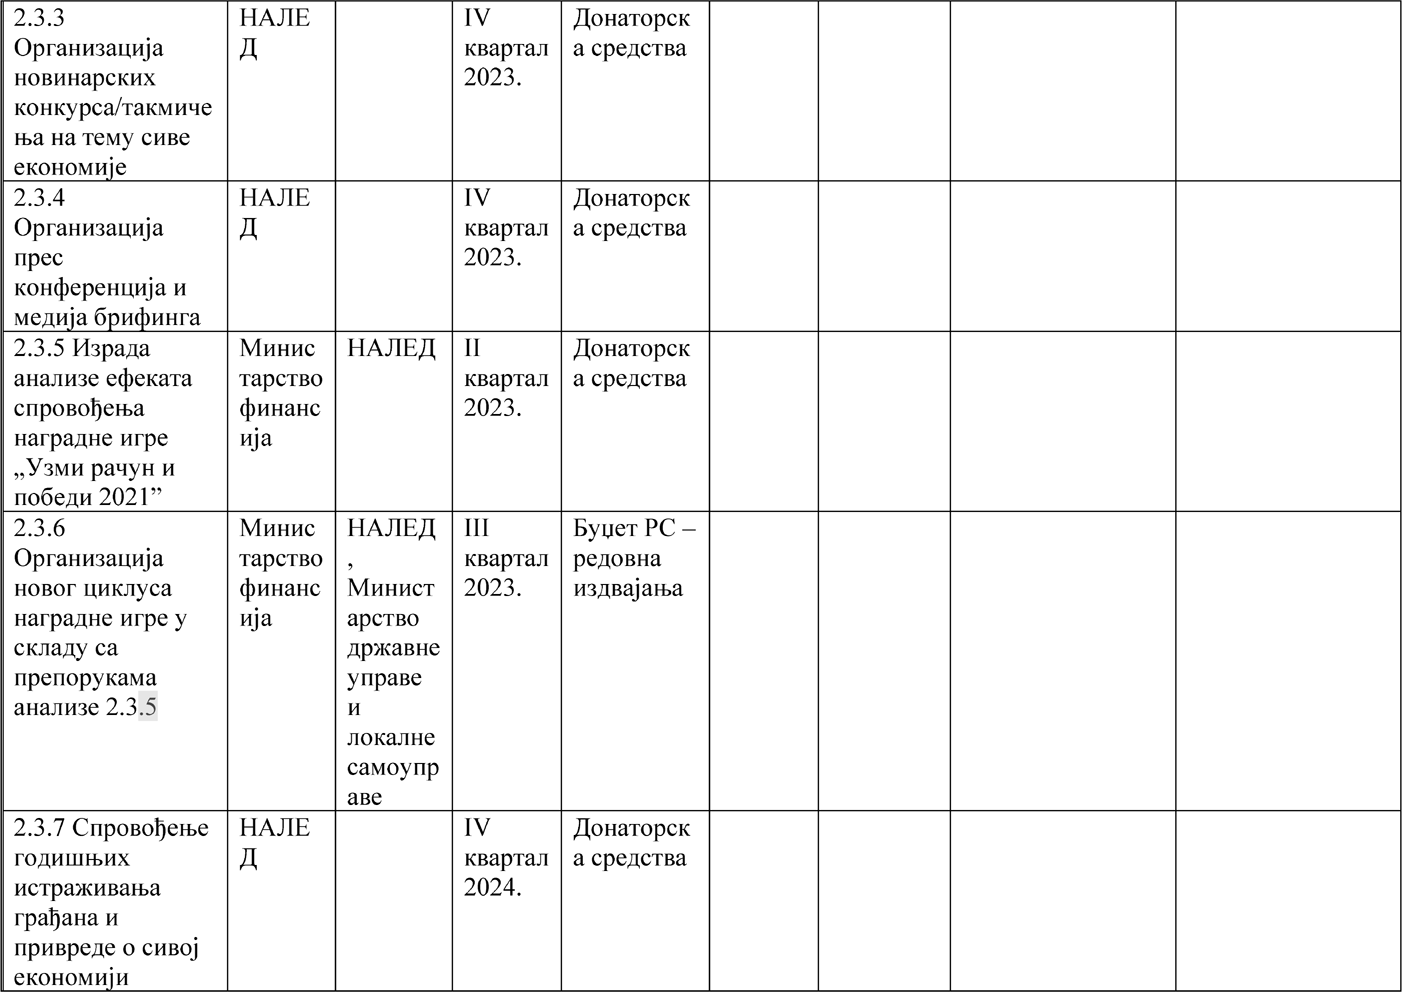 2.3.3
Организација
новинарских
конкурса/такмиче
ња на тему сиве
економије
НАЛЕ
Д
IV
квартал
2023.
Донаторск
а средства
2.3.4
Организација
прес
конференција и
медија брифинга
НАЛЕ
Д
IV
квартал
2023.
Донаторск
а средства
2.3.5 Израда
анализе ефеката
спровођења
наградне игре
„Узми рачун и
победи 2021”
Минис
тарство
финанс
ија
НАЛЕД
II
квартал
2023.
Донаторск
а средства
2.3.6
Организација
новог циклуса
наградне игре у
складу са
препорукама
анализе 2.3.5
Минис
тарство
финанс
ија
НАЛЕД
,
Минист
арство
државне
управе
и
локалне
самоупр
аве
III
квартал
2023.
Буџет РС –
редовна
издвајања
2.3.7 Спровођење
годишњих
истраживања
грађана и
привреде о сивој
економији
НАЛЕ
Д
IV
квартал
2024.
Донаторск
а средства